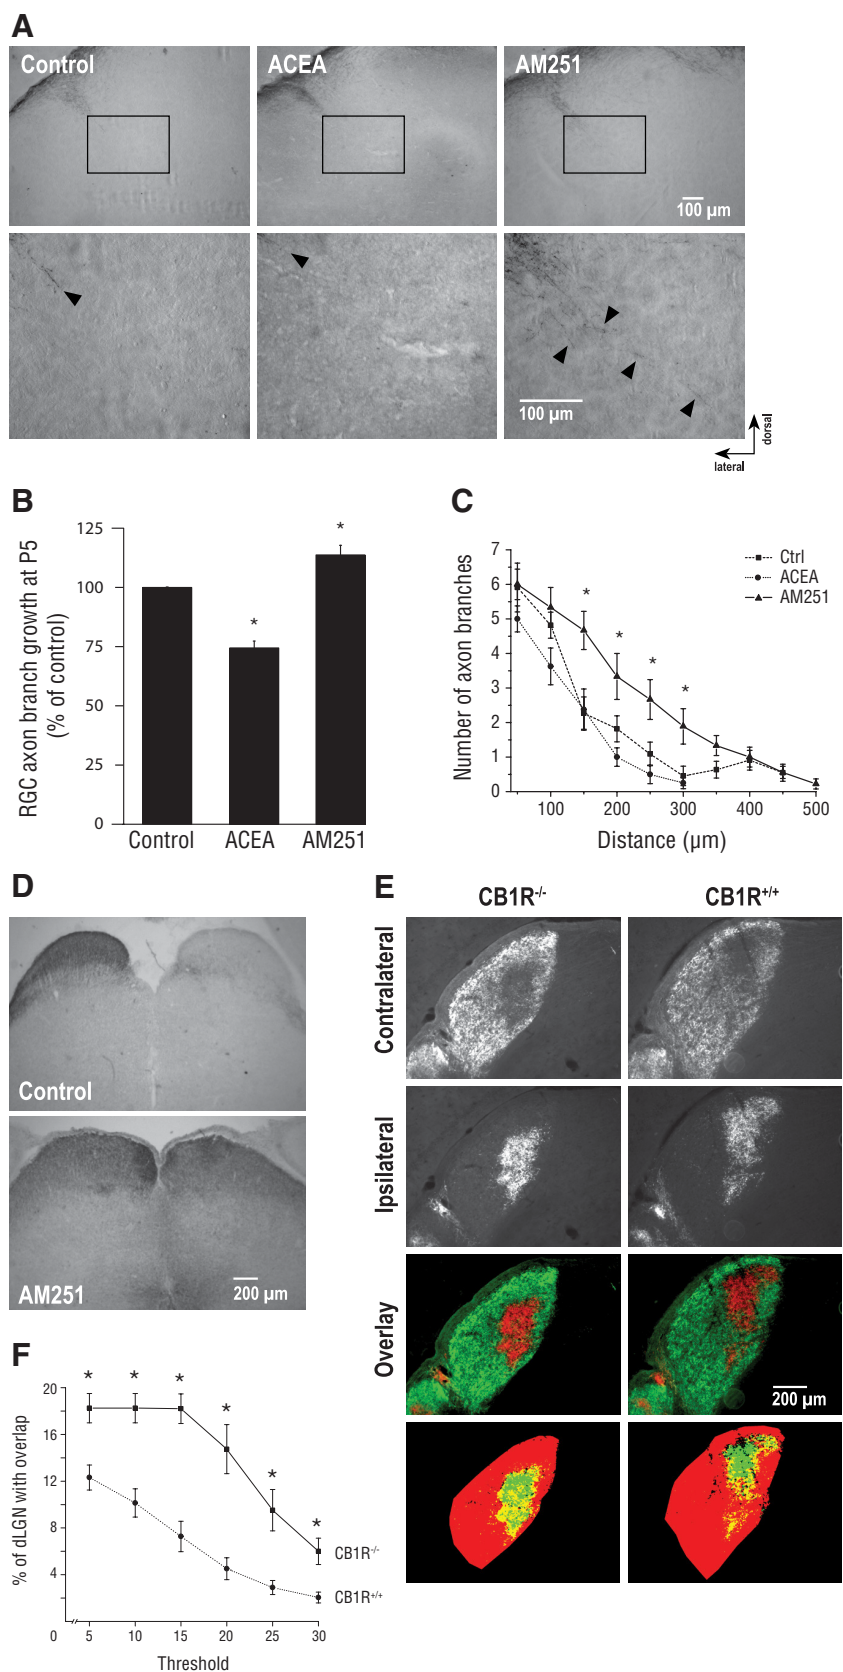 A
Control
ACEA
AM251
100 µm
100 µm
dorsal
lateral
B
RGC axon branch growth at P5
(% of control)
125
100
75
50
25
0
*
*
Control
ACEA
AM251
C
Number of axon branches
7
6
5
4
3
2
1
0
*
*
*
*
Ctrl
ACEA
AM251
100
200
300
400
500
Distance (µm)
D
Control
AM251
200 µm
E
CB1R-/-
CB1R+/+
Contralateral
Ipsilateral
Overlay
200 µm
F
% of dLGN with overlap
20
18
12
8
4
0
*
*
*
*
*
*
CB1R-/-
CB1R+/+
5
10
15
20
25
30
Threshold